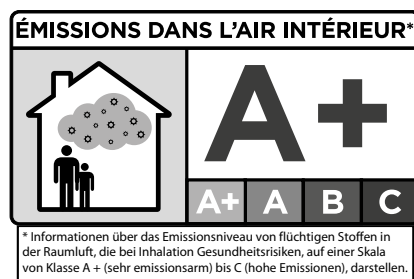 ÉMISSIONS DANS L'AIR INTÉRIEUR*
A+
A+ A B C
* Informationen über das Emissionsniveau von flüchtigen Stoffen in
der Raumluft, die bei Inhalation Gesundheitsrisiken, auf einer Skala
von Klasse A + (sehr emissionsarm) bis C (hohe Emissionen), darstellen.